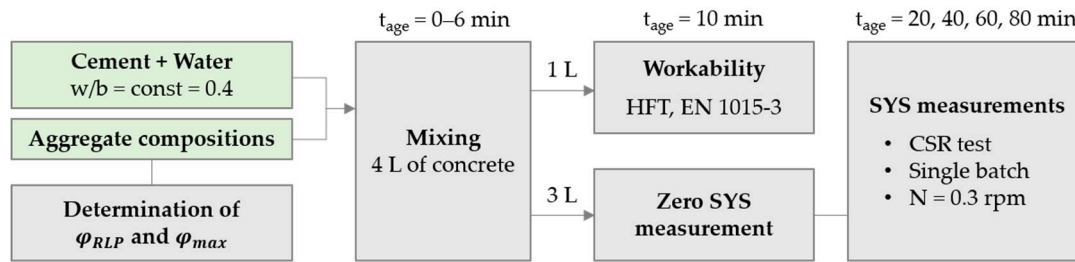 t_age = 0–6 min
t_age = 10 min
t_age = 20, 40, 60, 80 min
Cement + Water
w/b = const = 0.4
Aggregate compositions
Determination of
φ_RLP and φ_max
Mixing
4 L of concrete
1 L
3 L
Workability
HFT, EN 1015-3
Zero SYS
measurement
SYS measurements
• CSR test
• Single batch
• N = 0.3 rpm